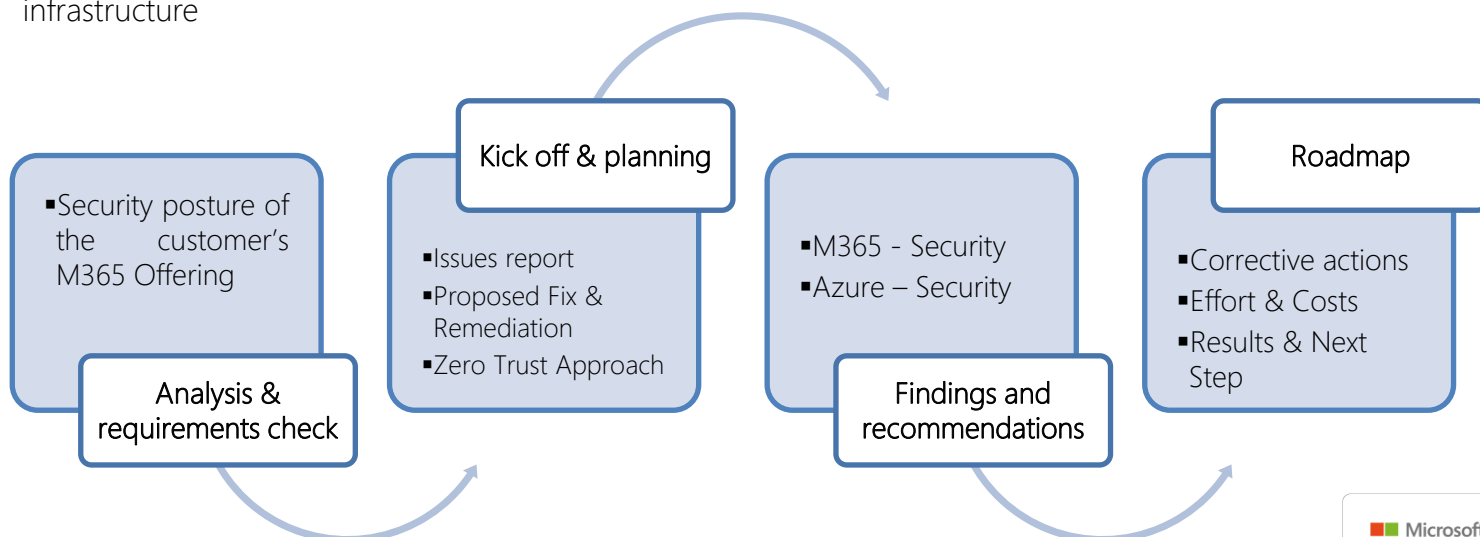 infrastructure
▪Security posture of
the customer's
M365 Offering
Analysis &
requirements check
Kick off & planning
▪Issues report
▪Proposed Fix &
Remediation
▪Zero Trust Approach
▪M365 - Security
▪Azure – Security
Findings and
recommendations
Roadmap
▪Corrective actions
▪Effort & Costs
▪Results & Next
Step
Microsoft